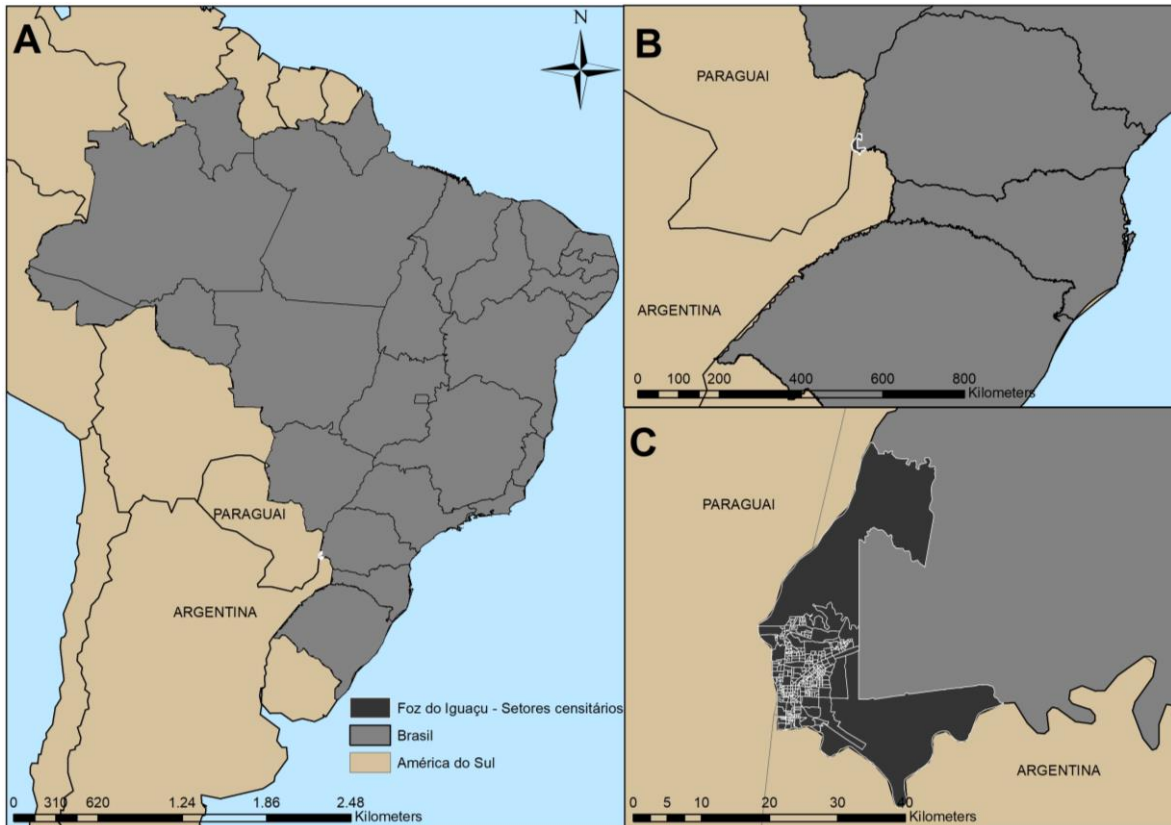 A
N
PARAGUAI
ARGENTINA
Foz do Iguaçu - Setores censitários
Brasil
América do Sul
0 310 620 1.24 1.86 2.48
Kilometers
B
PARAGUAI
ARGENTINA
0 100 200 400 600 800
Kilometers
C
PARAGUAI
ARGENTINA
0 5 10 20 30 40
Kilometers